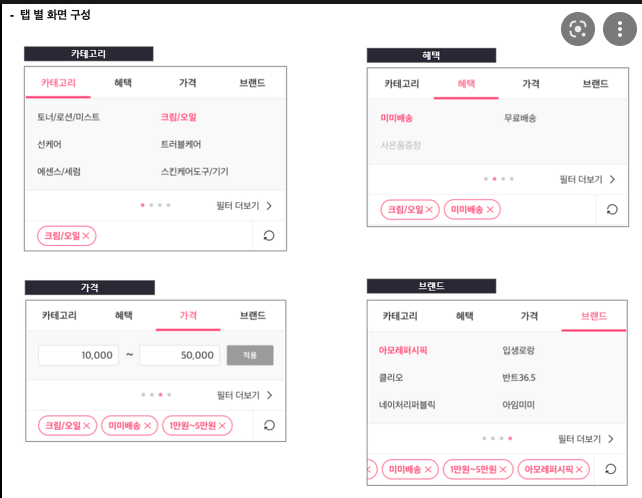 - 탭 별 화면 구성
카테고리
카테고리 혜택 가격 브랜드
토너/로션/미스트 크림/오일
선케어 트러블케어
에센스/세럼 스킨케어도구/기기
필터 더보기 >
크림/오일 ×
혜택
카테고리 혜택 가격 브랜드
미미배송 무료배송
사은품증정
필터 더보기 >
크림/오일 × 미미배송 ×
가격
카테고리 혜택 가격 브랜드
10,000 ~ 50,000 적용
필터 더보기 >
크림/오일 × 미미배송 × 1만원~5만원 ×
브랜드
카테고리 혜택 가격 브랜드
아모레퍼시픽 입생로랑
클리오 반트36.5
네이처리퍼블릭 아임미미
필터 더보기 >
× 미미배송 × 1만원~5만원 × 아모레퍼시픽 ×